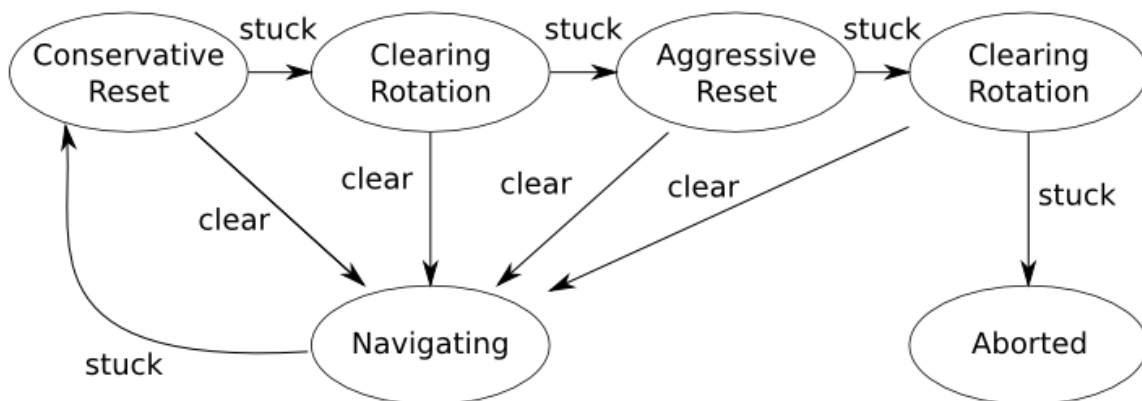 stuck
stuck
stuck
Conservative
Reset
Clearing
Rotation
Aggressive
Reset
Clearing
Rotation
clear
clear
clear
clear
stuck
Navigating
Aborted
stuck